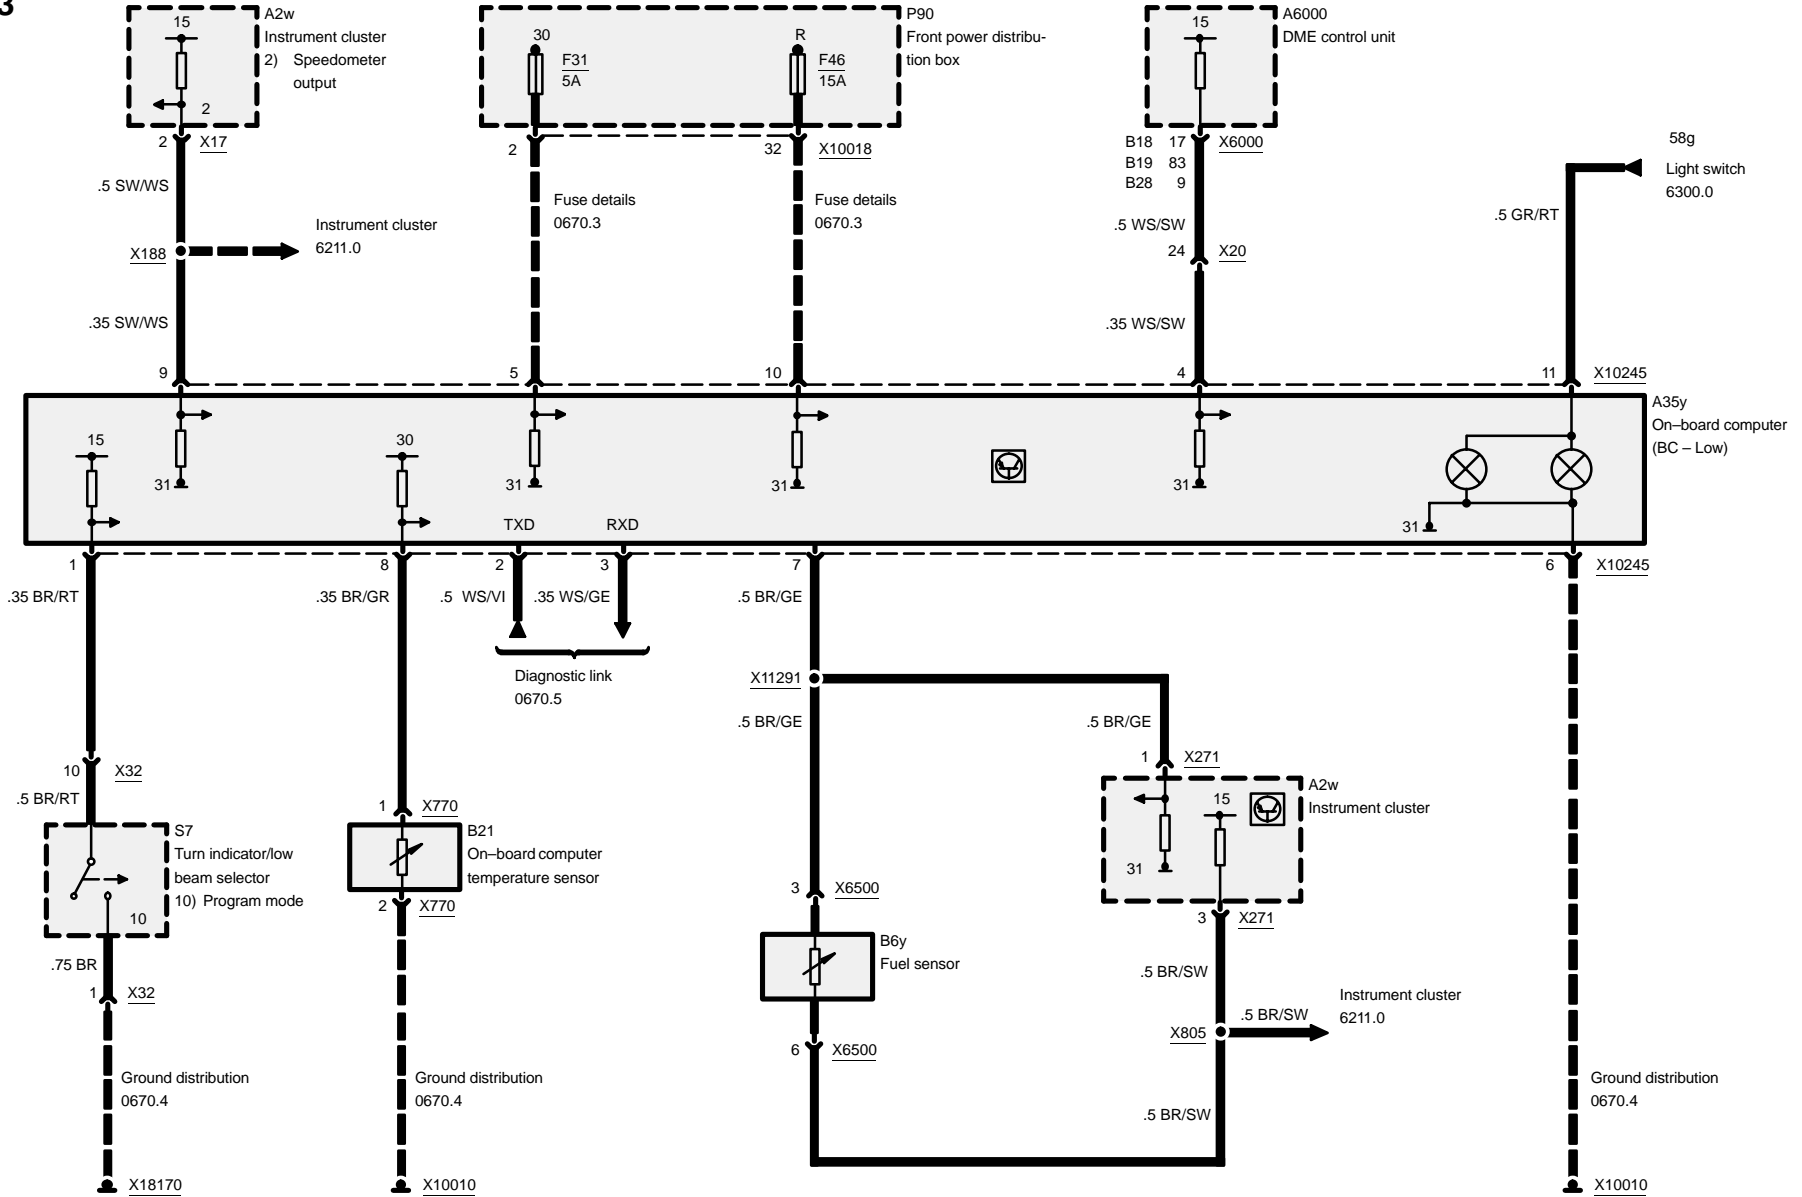 3
15
A2w
Instrument cluster
2) Speedometer
output
2
2 X17
.5 SW/WS
X188
Instrument cluster
6211.0
.35 SW/WS
9
P90
Front power distribu-
tion box
30
F31
5A
R
F46
15A
2
32 X10018
Fuse details
0670.3
Fuse details
0670.3
5
10
15
A6000
DME control unit
B18 17 X6000
B19 83
B28 9
.5 WS/SW
24 X20
.35 WS/SW
4
58g
Light switch
6300.0
.5 GR/RT
11 X10245
A35y
On–board computer
(BC – Low)
15
31
30
31
31
31
31
TXD
RXD
1
8
2
3
7
6 X10245
.35 BR/RT
.35 BR/GR
.5 WS/VI
.35 WS/GE
.5 BR/GE
Diagnostic link
0670.5
X11291
.5 BR/GE
.5 BR/GE
1 X271
10 X32
.5 BR/RT
S7
Turn indicator/low
beam selector
10) Program mode
10
.75 BR
1 X32
Ground distribution
0670.4
X18170
1 X770
B21
On–board computer
temperature sensor
2 X770
Ground distribution
0670.4
X10010
3 X6500
B6y
Fuel sensor
6 X6500
A2w
Instrument cluster
15
31
3 X271
.5 BR/SW
X805
.5 BR/SW
Instrument cluster
6211.0
.5 BR/SW
Ground distribution
0670.4
X10010